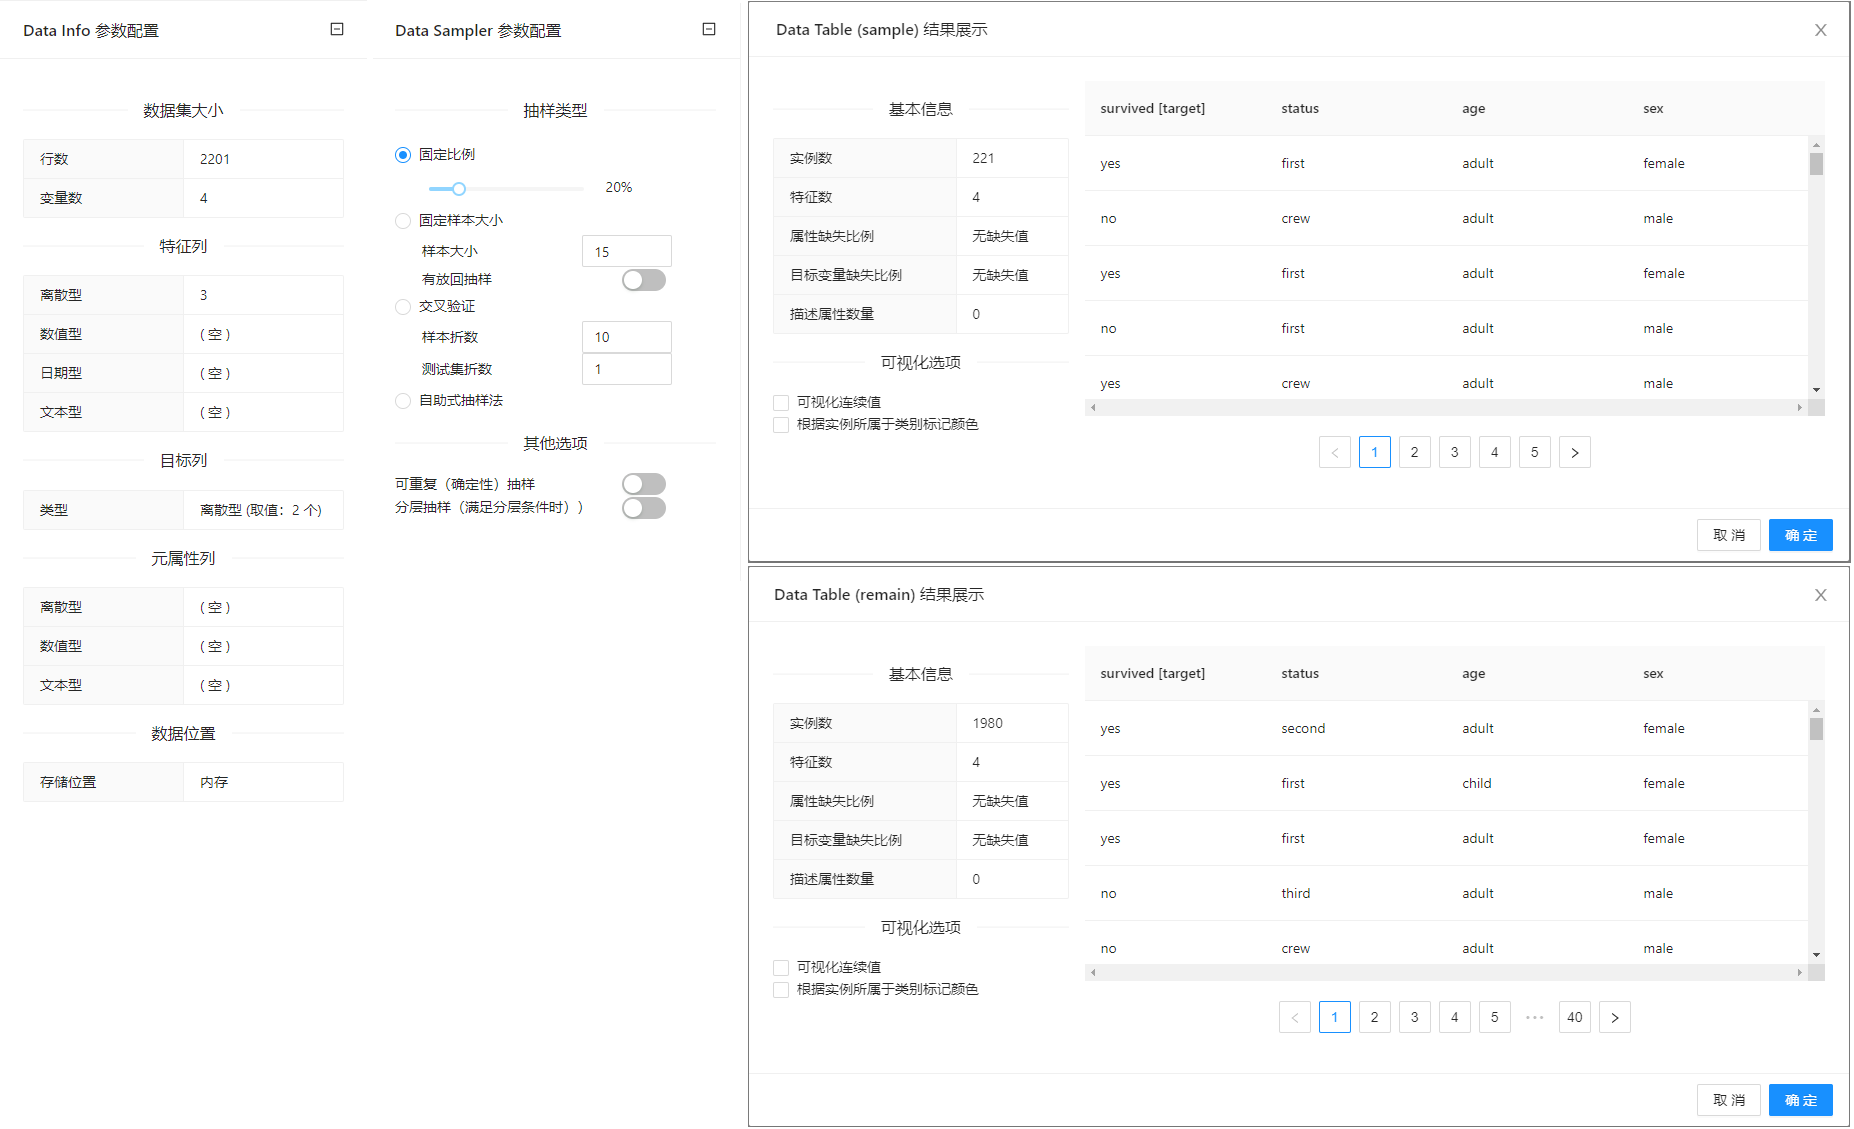 Data Info 参数配置
数据集大小
行数 2201
变量数 4
特征列
离散型 3
数值型 ( 空 )
日期型 ( 空 )
文本型 ( 空 )
目标列
类型 离散型 (取值：2 个)
元属性列
离散型 ( 空 )
数值型 ( 空 )
文本型 ( 空 )
数据位置
存储位置 内存
Data Sampler 参数配置
抽样类型
固定比例
20%
固定样本大小
样本大小 15
有放回抽样
交叉验证
样本折数 10
测试集折数 1
自助式抽样法
其他选项
可重复（确定性）抽样
分层抽样（满足分层条件时））
Data Table (sample) 结果展示 X
基本信息
实例数 221
特征数 4
属性缺失比例 无缺失值
目标变量缺失比例 无缺失值
描述属性数量 0
可视化选项
可视化连续值
根据实例所属于类别标记颜色
survived [target] status age sex
yes first adult female
no crew adult male
yes first adult female
no first adult male
yes crew adult male
< 1 2 3 4 5 >
取 消 确 定
Data Table (remain) 结果展示 X
基本信息
实例数 1980
特征数 4
属性缺失比例 无缺失值
目标变量缺失比例 无缺失值
描述属性数量 0
可视化选项
可视化连续值
根据实例所属于类别标记颜色
survived [target] status age sex
yes second adult female
yes first child female
yes first adult female
no third adult male
no crew adult male
< 1 2 3 4 5 ••• 40 >
取 消 确 定